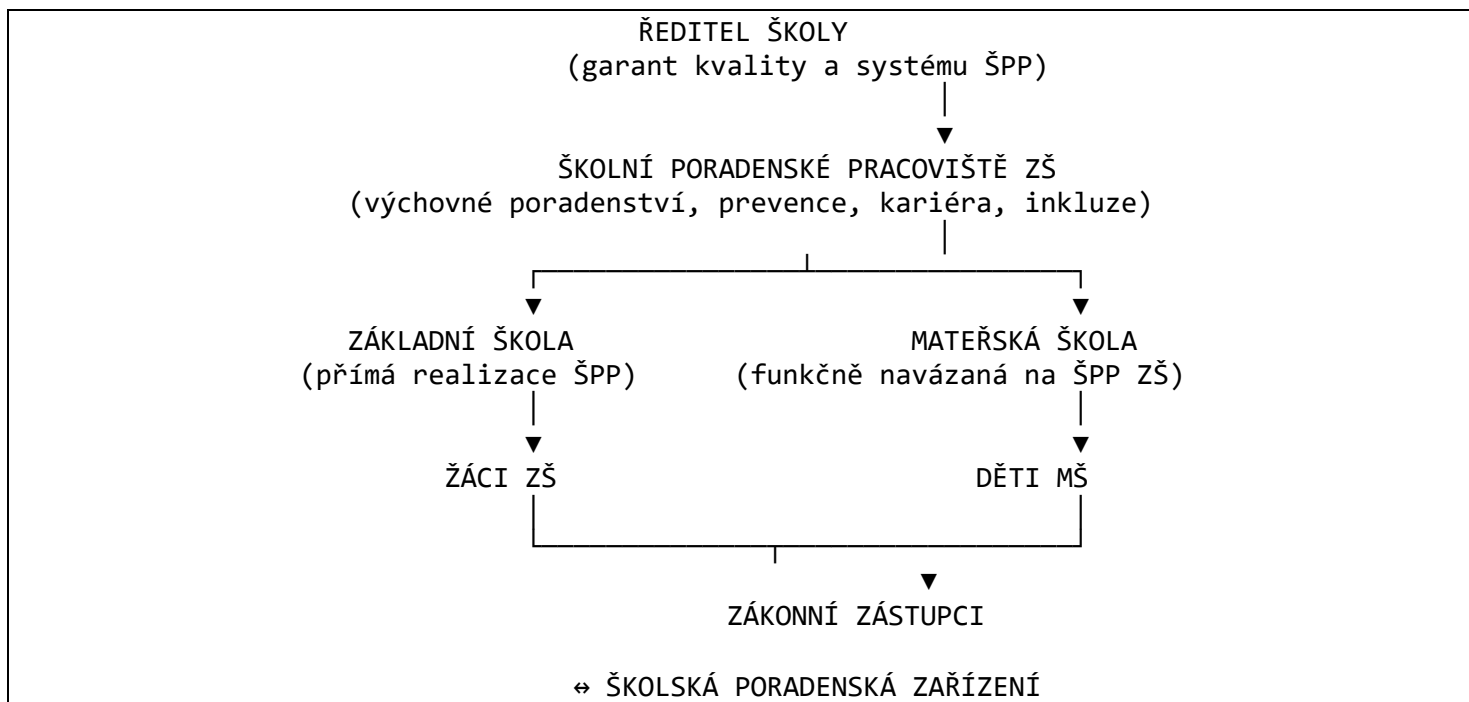 ŘEDITEL ŠKOLY
(garant kvality a systému ŠPP)
ŠKOLNÍ PORADENSKÉ PRACOVIŠTĚ ZŠ
(výchovné poradenství, prevence, kariéra, inkluze)
ZÁKLADNÍ ŠKOLA MATEŘSKÁ ŠKOLA
(přímá realizace ŠPP) (funkčně navázaná na ŠPP ZŠ)
ŽÁCI ZŠ DĚTI MŠ
ZÁKONNÍ ZÁSTUPCI
↔ ŠKOLSKÁ PORADENSKÁ ZAŘÍZENÍ